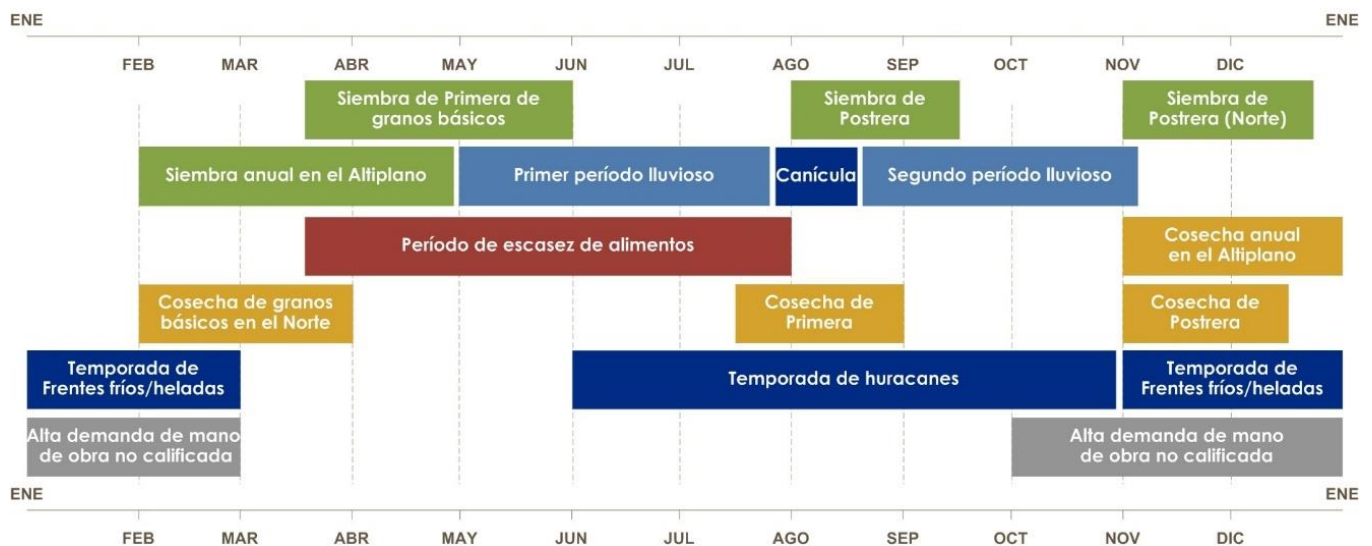 ENE ENE
FEB MAR ABR MAY JUN JUL AGO SEP OCT NOV DIC
Siembra de Primera de
granos básicos
Siembra de
Postrera
Siembra de
Postrera (Norte)
Siembra anual en el Altiplano
Primer período lluvioso
Canícula
Segundo período lluvioso
Período de escasez de alimentos
Cosecha anual
en el Altiplano
Cosecha de granos
básicos en el Norte
Cosecha de
Primera
Cosecha de
Postrera
Temporada de
Frentes fríos/heladas
Temporada de huracanes
Temporada de
Frentes fríos/heladas
Alta demanda de mano
de obra no calificada
Alta demanda de mano
de obra no calificada
ENE ENE
FEB MAR ABR MAY JUN JUL AGO SEP OCT NOV DIC